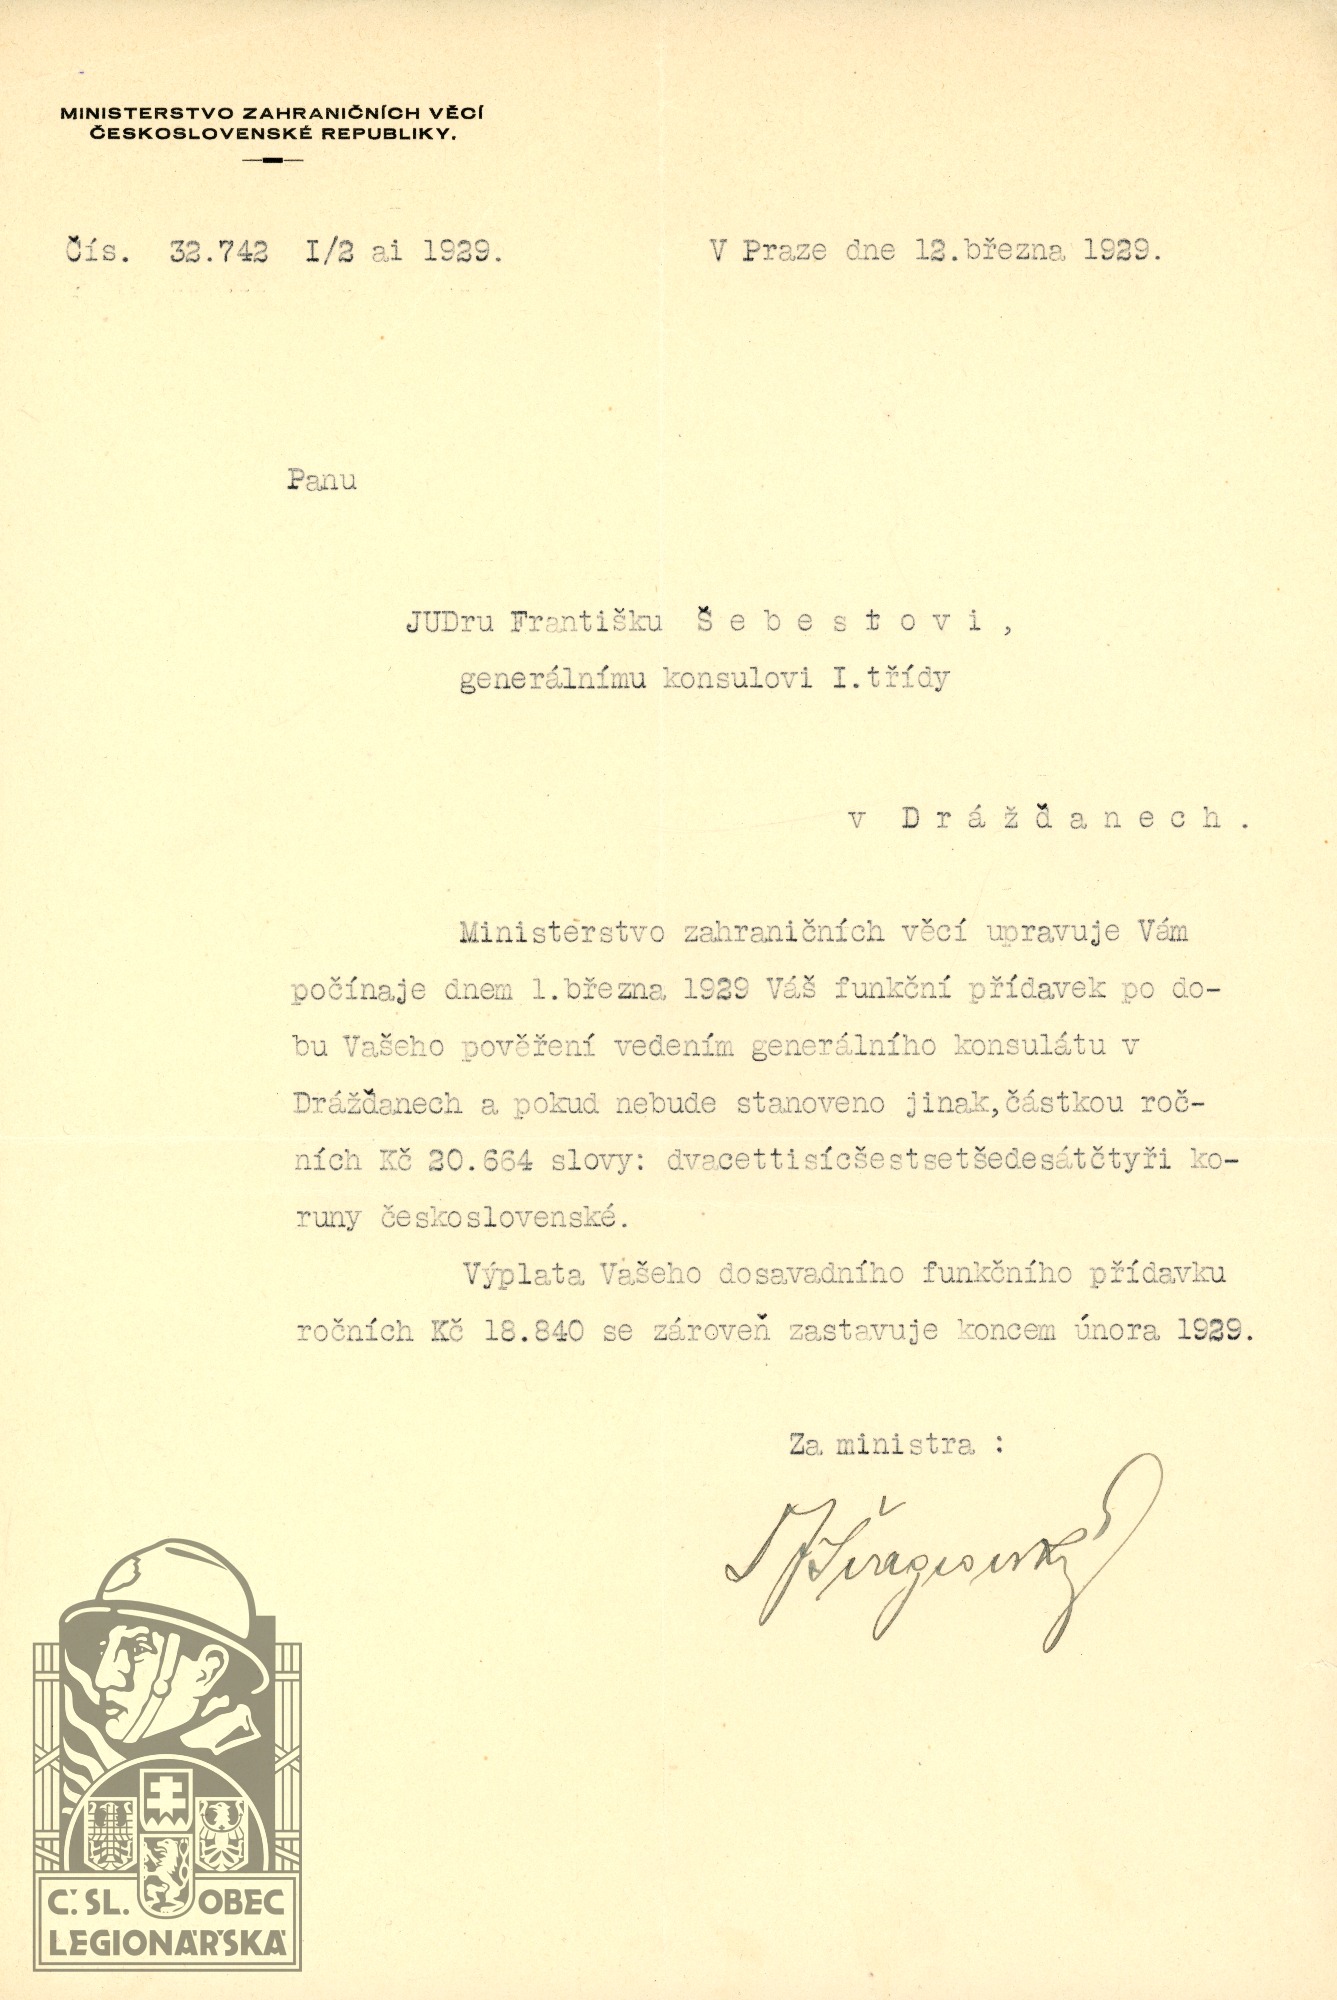 MINISTERSTVO ZAHRANIČNÍCH VĚCÍ
ČESKOSLOVENSKÉ REPUBLIKY.
Čís. 32.742 I/2 ai 1929.
V Praze dne 12.března 1929.
Panu
JUDru Františku Šebestovi,
generálnímu konsulovi I.třídy
v Drážďanech.
Ministerstvo zahraničních věcí upravuje Vám
počínaje dnem 1.března 1929 Váš funkční přídavek po do-
bu Vašeho pověření vedením generálního konsulátu v
Drážďanech a pokud nebude stanoveno jinak,částkou roč-
ních Kč 20.664 slovy: dvacettisícšestsetšedesátčtyři ko-
runy československé.
Výplata Vašeho dosavadního funkčního přídavku
ročních Kč 18.840 se zároveň zastavuje koncem února 1929.
Za ministra :
Č.SL. OBEC
LEGIONÁŘSKÁ